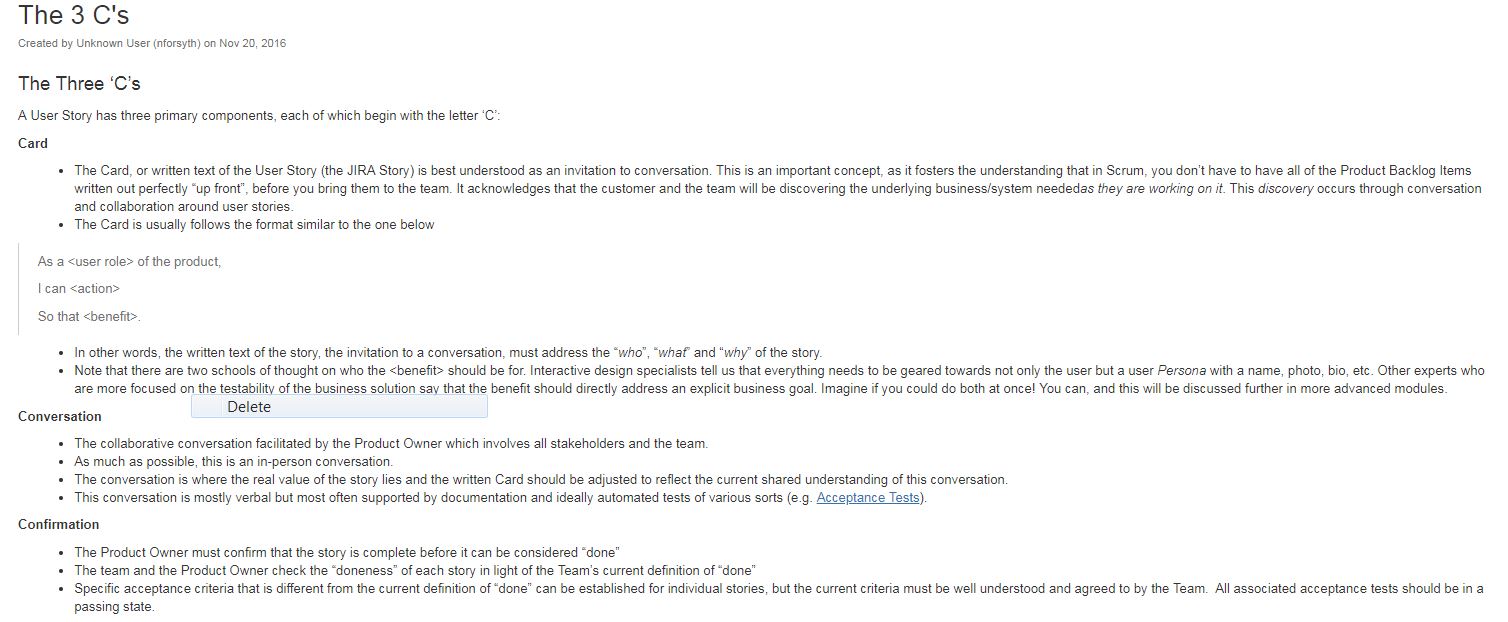 The 3 C's
Created by Unknown User (nforsyth) on Nov 20, 2016
The Three ‘C’s
A User Story has three primary components, each of which begin with the letter ‘C’:
Card
• The Card, or written text of the User Story (the JIRA Story) is best understood as an invitation to conversation. This is an important concept, as it fosters the understanding that in Scrum, you don’t have to have all of the Product Backlog Items
written out perfectly “up front”, before you bring them to the team. It acknowledges that the customer and the team will be discovering the underlying business/system neededas they are working on it. This discovery occurs through conversation
and collaboration around user stories.
• The Card is usually follows the format similar to the one below
As a <user role> of the product,
I can <action>
So that <benefit>.
• In other words, the written text of the story, the invitation to a conversation, must address the “who”, “what” and “why” of the story.
• Note that there are two schools of thought on who the <benefit> should be for. Interactive design specialists tell us that everything needs to be geared towards not only the user but a user Persona with a name, photo, bio, etc. Other experts who
are more focused on the testability of the business solution say that the benefit should directly address an explicit business goal. Imagine if you could do both at once! You can, and this will be discussed further in more advanced modules.
Delete
Conversation
• The collaborative conversation facilitated by the Product Owner which involves all stakeholders and the team.
• As much as possible, this is an in-person conversation.
• The conversation is where the real value of the story lies and the written Card should be adjusted to reflect the current shared understanding of this conversation.
• This conversation is mostly verbal but most often supported by documentation and ideally automated tests of various sorts (e.g. Acceptance Tests).
Confirmation
• The Product Owner must confirm that the story is complete before it can be considered “done”
• The team and the Product Owner check the “doneness” of each story in light of the Team’s current definition of “done”
• Specific acceptance criteria that is different from the current definition of “done” can be established for individual stories, but the current criteria must be well understood and agreed to by the Team.  All associated acceptance tests should be in a
passing state.